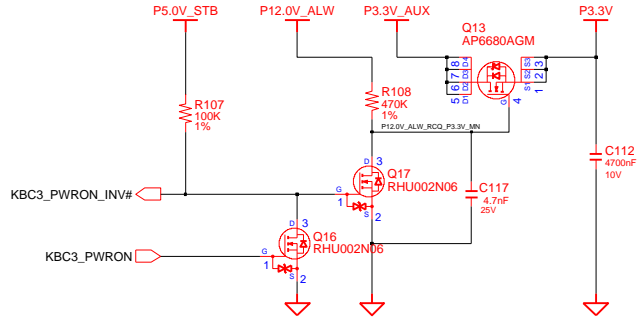 P5.0V_STB
P12.0V_ALW
P3.3V_AUX
Q13
AP6680AGM
P3.3V
8 D4
7 D3
6 D2
5 D1
S3 3
S2 2
S1 1
G
4
R107
100K
1%
R108
470K
1%
P12.0V_ALW_RCQ_P3.3V_MN
C112
4700nF
10V
D 3
Q17
RHU002N06
G
1
S
2
C117
4.7nF
25V
KBC3_PWRON_INV#
D 3
Q16
RHU002N06
KBC3_PWRON
G
1
S
2